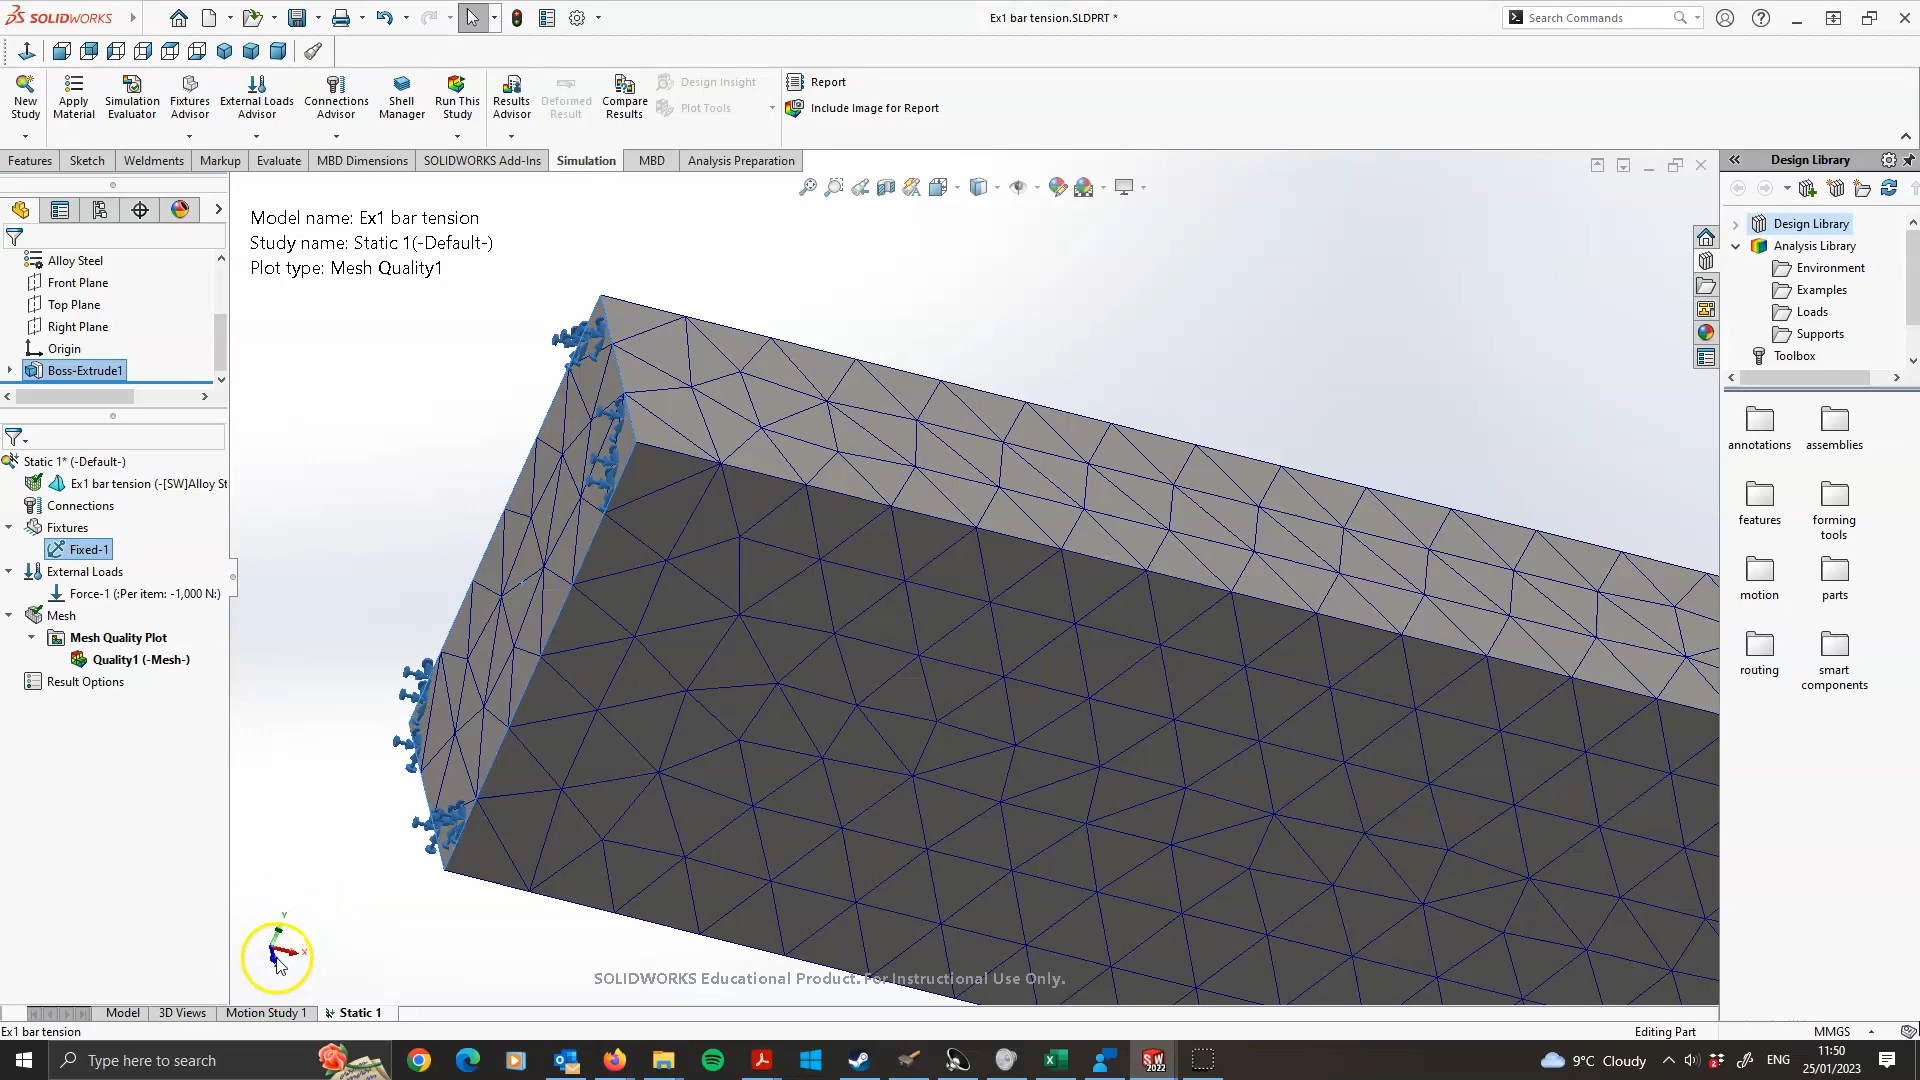 SOLIDWORKS
Ex1 bar tension.SLDPRT *
Search Commands
New Study
Apply Material
Simulation Evaluator
Fixtures Advisor
External Loads Advisor
Connections Advisor
Shell Manager
Run This Study
Results Advisor
Deformed Result
Compare Results
Design Insight
Plot Tools
Report
Include Image for Report
Features
Sketch
Weldments
Markup
Evaluate
MBD Dimensions
SOLIDWORKS Add-Ins
Simulation
MBD
Analysis Preparation
Design Library
Model name: Ex1 bar tension
Study name: Static 1(-Default-)
Plot type: Mesh Quality1
Alloy Steel
Front Plane
Top Plane
Right Plane
Origin
Boss-Extrude1
Static 1* (-Default-)
Ex1 bar tension (-[SW]Alloy St
Connections
Fixtures
Fixed-1
External Loads
Force-1 (:Per item: -1,000 N:)
Mesh
Mesh Quality Plot
Quality1 (-Mesh-)
Result Options
Design Library
Analysis Library
Environment
Examples
Loads
Supports
Toolbox
annotations
assemblies
features
forming tools
motion
parts
routing
smart components
Y
X
SOLIDWORKS Educational Product. For Instructional Use Only.
Model
3D Views
Motion Study 1
Static 1
Ex1 bar tension
Editing Part
MMGS
Type here to search
SW
2022
9°C Cloudy
ENG
11:50
25/01/2023